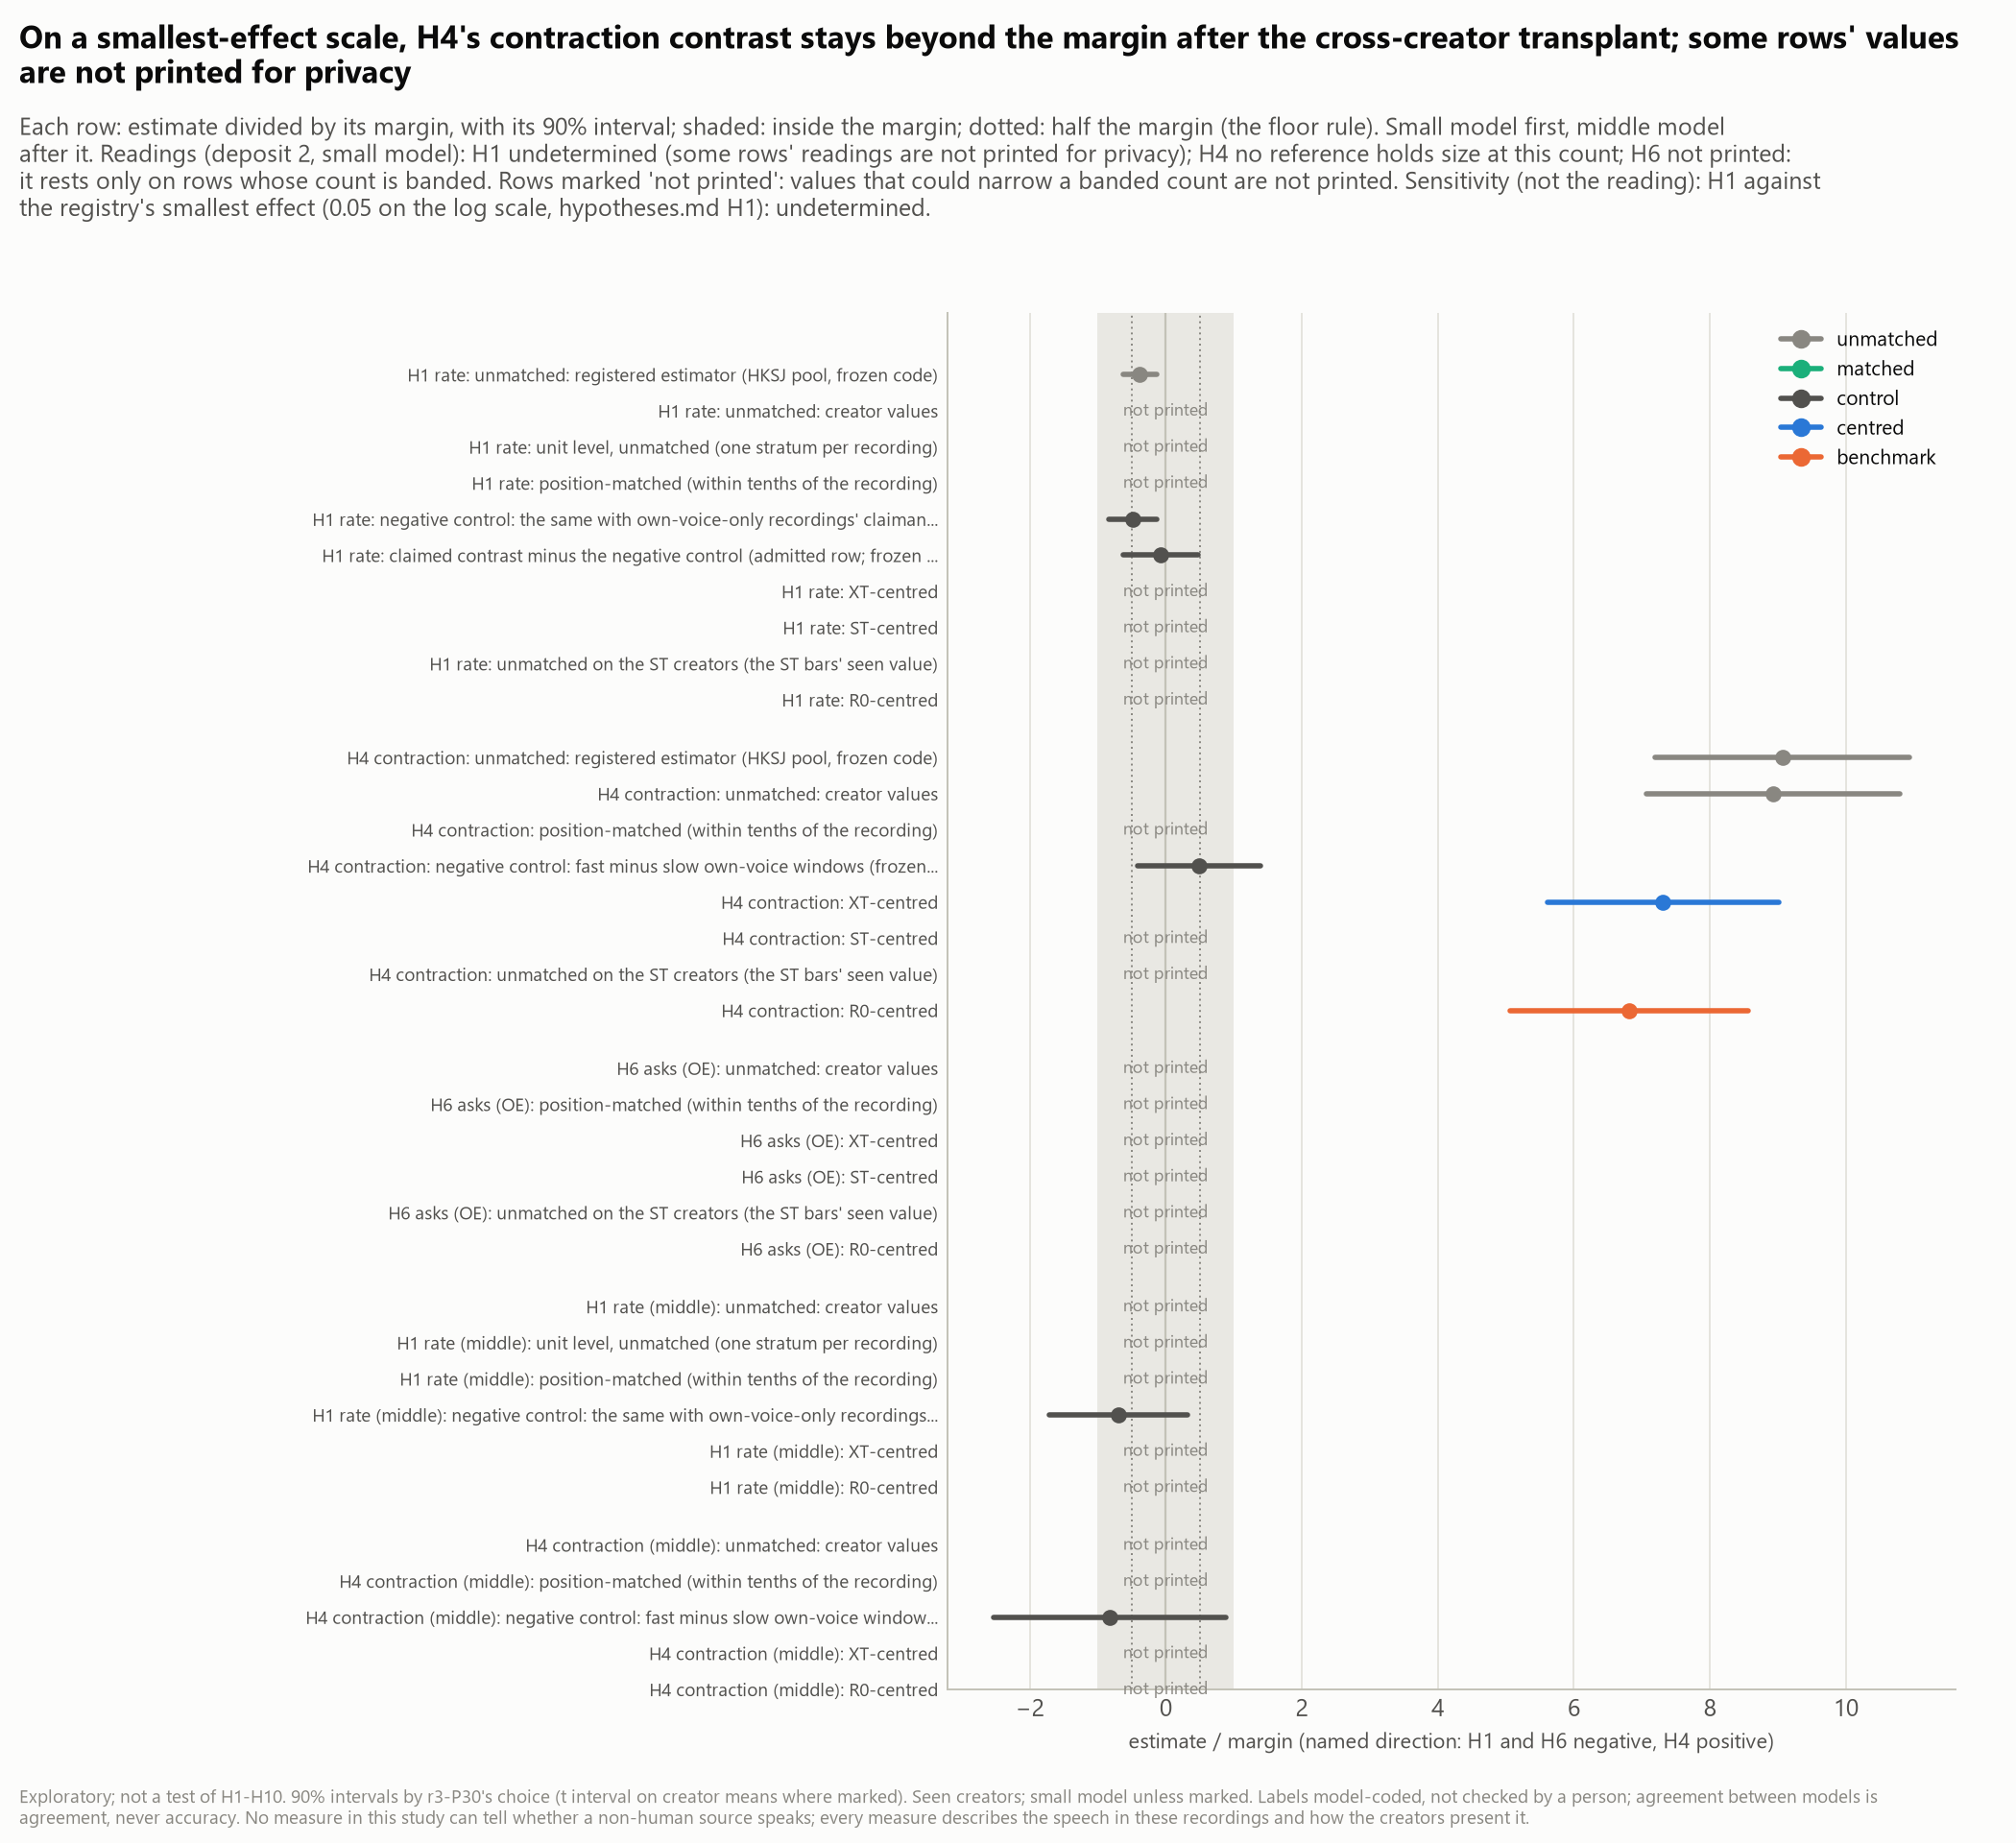 On a smallest-effect scale, H4's contraction contrast stays beyond the margin after the cross-creator transplant; some rows' values
are not printed for privacy
Each row: estimate divided by its margin, with its 90% interval; shaded: inside the margin; dotted: half the margin (the floor rule). Small model first, middle model
after it. Readings (deposit 2, small model): H1 undetermined (some rows' readings are not printed for privacy); H4 no reference holds size at this count; H6 not printed:
it rests only on rows whose count is banded. Rows marked 'not printed': values that could narrow a banded count are not printed. Sensitivity (not the reading): H1 against
the registry's smallest effect (0.05 on the log scale, hypotheses.md H1): undetermined.
unmatched
matched
control
centred
benchmark
H1 rate: unmatched: registered estimator (HKSJ pool, frozen code)
H1 rate: unmatched: creator values not printed
H1 rate: unit level, unmatched (one stratum per recording) not printed
H1 rate: position-matched (within tenths of the recording) not printed
H1 rate: negative control: the same with own-voice-only recordings' claiman...
H1 rate: claimed contrast minus the negative control (admitted row; frozen ...
H1 rate: XT-centred not printed
H1 rate: ST-centred not printed
H1 rate: unmatched on the ST creators (the ST bars' seen value) not printed
H1 rate: R0-centred not printed
H4 contraction: unmatched: registered estimator (HKSJ pool, frozen code)
H4 contraction: unmatched: creator values
H4 contraction: position-matched (within tenths of the recording) not printed
H4 contraction: negative control: fast minus slow own-voice windows (frozen...
H4 contraction: XT-centred
H4 contraction: ST-centred not printed
H4 contraction: unmatched on the ST creators (the ST bars' seen value) not printed
H4 contraction: R0-centred
H6 asks (OE): unmatched: creator values not printed
H6 asks (OE): position-matched (within tenths of the recording) not printed
H6 asks (OE): XT-centred not printed
H6 asks (OE): ST-centred not printed
H6 asks (OE): unmatched on the ST creators (the ST bars' seen value) not printed
H6 asks (OE): R0-centred not printed
H1 rate (middle): unmatched: creator values not printed
H1 rate (middle): unit level, unmatched (one stratum per recording) not printed
H1 rate (middle): position-matched (within tenths of the recording) not printed
H1 rate (middle): negative control: the same with own-voice-only recordings...
H1 rate (middle): XT-centred not printed
H1 rate (middle): R0-centred not printed
H4 contraction (middle): unmatched: creator values not printed
H4 contraction (middle): position-matched (within tenths of the recording) not printed
H4 contraction (middle): negative control: fast minus slow own-voice window...
H4 contraction (middle): XT-centred not printed
H4 contraction (middle): R0-centred not printed
−2 0 2 4 6 8 10
estimate / margin (named direction: H1 and H6 negative, H4 positive)
Exploratory; not a test of H1-H10. 90% intervals by r3-P30's choice (t interval on creator means where marked). Seen creators; small model unless marked. Labels model-coded, not checked by a person; agreement between models is
agreement, never accuracy. No measure in this study can tell whether a non-human source speaks; every measure describes the speech in these recordings and how the creators present it.